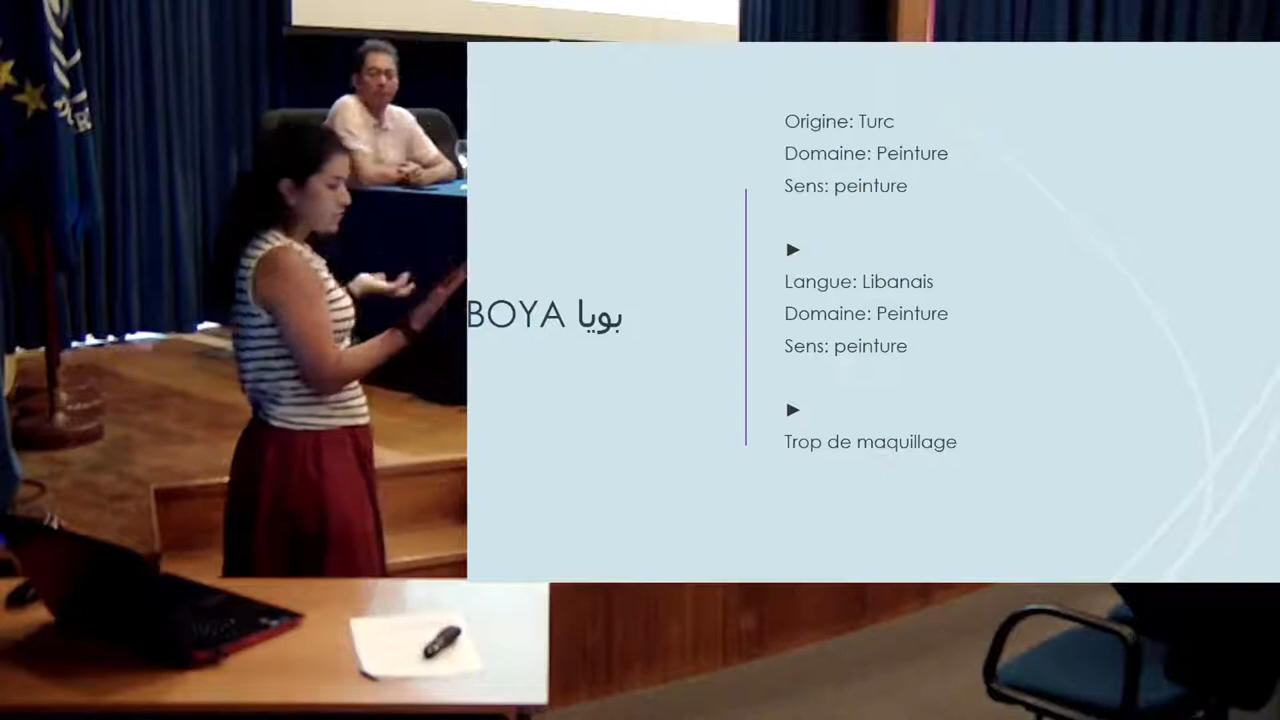 BOYA بويا
Origine: Turc
Domaine: Peinture
Sens: peinture
►
Langue: Libanais
Domaine: Peinture
Sens: peinture
►
Trop de maquillage